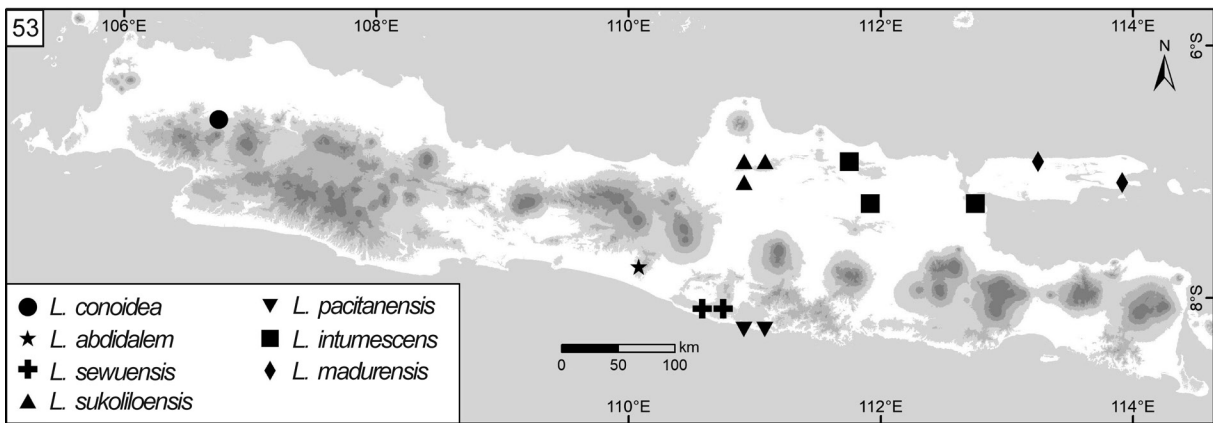 53
106°E 108°E 110°E 112°E 114°E
6°S
N
8°S
L. conoidea
L. abdidalem
L. sewuensis
L. sukoliloensis
L. pacitanensis
L. intumescens
L. madurensis
km
0 50 100
110°E 112°E 114°E